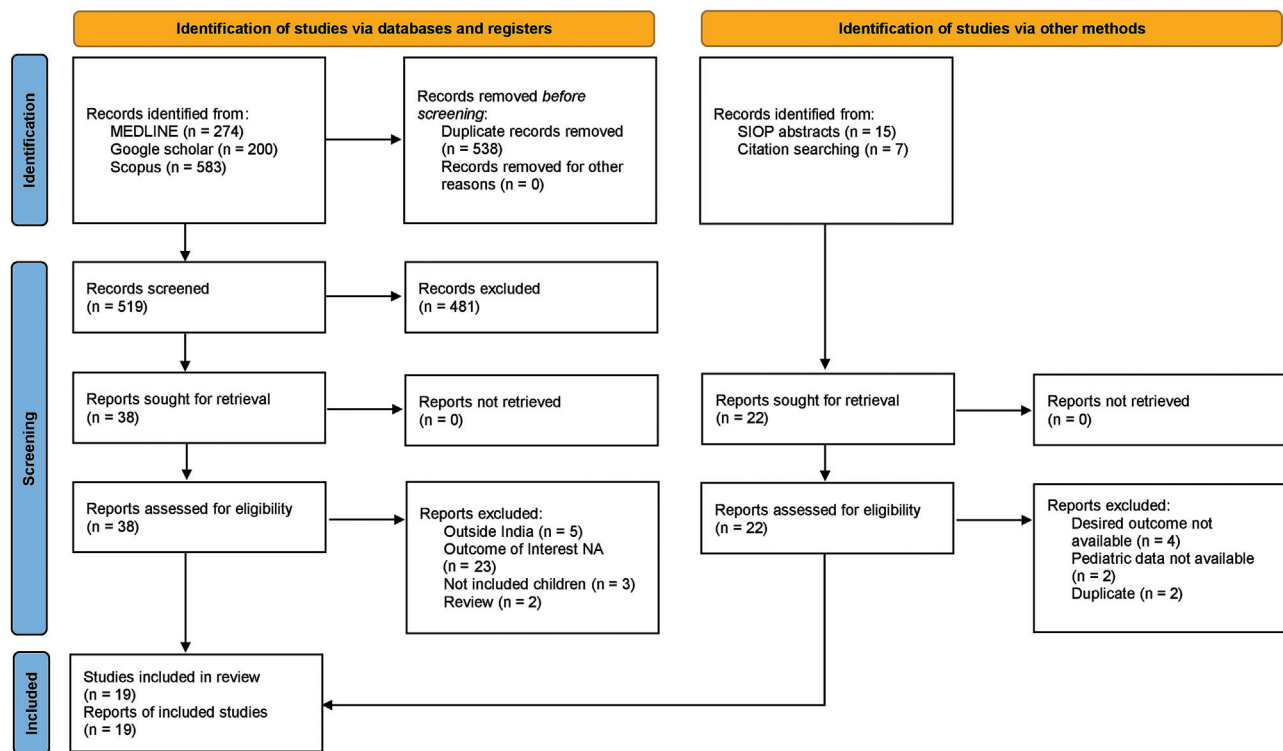 Identification of studies via databases and registers
Identification of studies via other methods
Identification
Records identified from:
MEDLINE (n = 274)
Google scholar (n = 200)
Scopus (n = 583)
Records removed before
screening:
Duplicate records removed
(n = 538)
Records removed for other
reasons (n = 0)
Records identified from:
SIOP abstracts (n = 15)
Citation searching (n = 7)
Screening
Records screened
(n = 519)
Records excluded
(n = 481)
Reports sought for retrieval
(n = 38)
Reports not retrieved
(n = 0)
Reports sought for retrieval
(n = 22)
Reports not retrieved
(n = 0)
Reports assessed for eligibility
(n = 38)
Reports excluded:
Outside India (n = 5)
Outcome of Interest NA
(n = 23)
Not included children (n = 3)
Review (n = 2)
Reports assessed for eligibility
(n = 22)
Reports excluded:
Desired outcome not
available (n = 4)
Pediatric data not available
(n = 2)
Duplicate (n = 2)
Included
Studies included in review
(n = 19)
Reports of included studies
(n = 19)